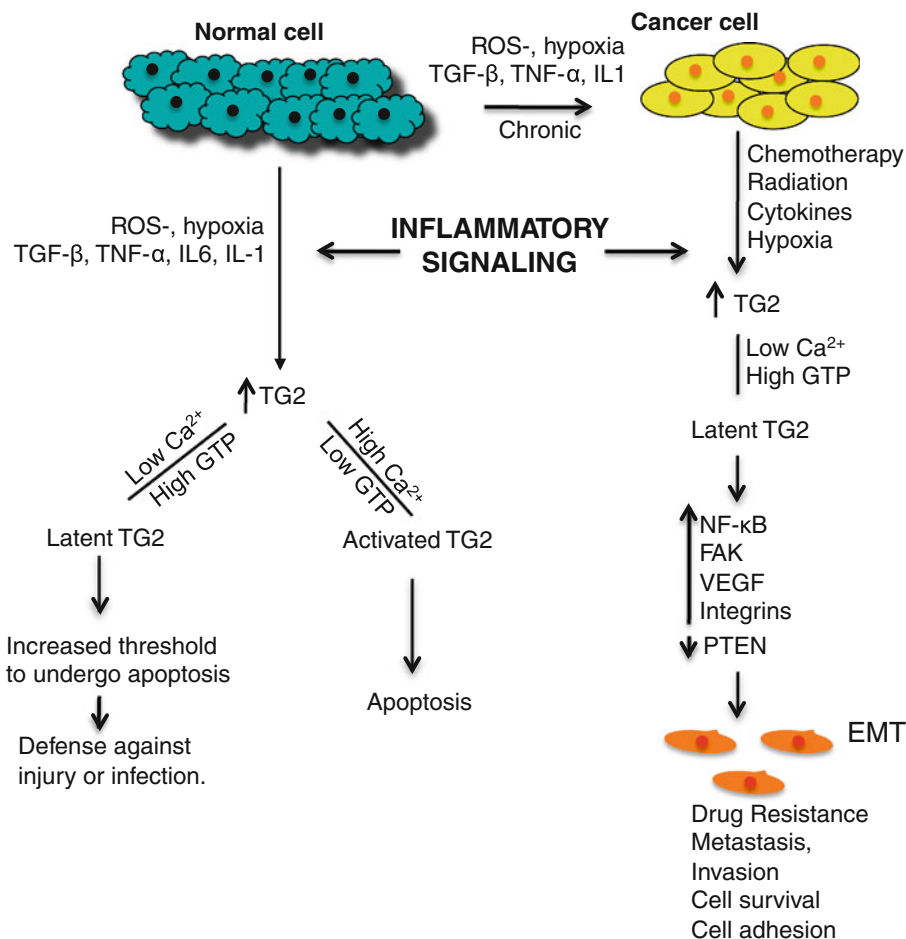 Normal cell
ROS-, hypoxia
TGF-β, TNF-α, IL1
Chronic
Cancer cell
Chemotherapy
Radiation
Cytokines
Hypoxia
ROS-, hypoxia
TGF-β, TNF-α, IL6, IL-1
INFLAMMATORY
SIGNALING
TG2
Low Ca²⁺
High GTP
Latent TG2
Increased threshold
to undergo apoptosis
Defense against
injury or infection.
High Ca²⁺
Low GTP
Activated TG2
Apoptosis
TG2
Low Ca²⁺
High GTP
Latent TG2
NF-κB
FAK
VEGF
Integrins
PTEN
EMT
Drug Resistance
Metastasis,
Invasion
Cell survival
Cell adhesion